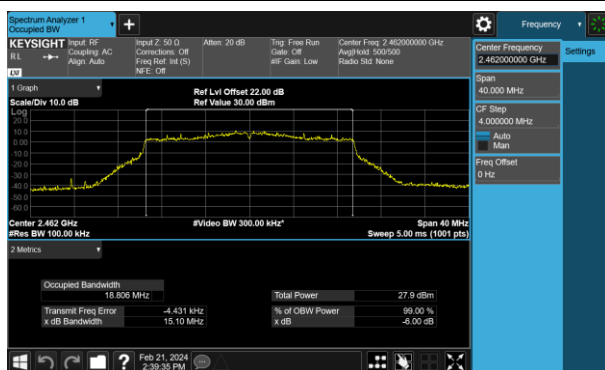 Spectrum Analyzer 1
Occupied BW
Frequency
KEYSIGHT
Input: RF
Input Z: 50 Ω
Atten: 20 dB
Trig: Free Run
Center Freq: 2.462000000 GHz
RL
Coupling: AC
Corrections: Off
Gate: Off
Avg|Hold: 500/500
Align: Auto
Freq Ref: Int (S)
#IF Gain: Low
Radio Std: None
NFE: Off
LXI
Center Frequency
2.462000000 GHz
Settings
Span
40.000 MHz
CF Step
4.000000 MHz
Auto
Man
Freq Offset
0 Hz
1 Graph
Ref Lvl Offset 22.00 dB
Scale/Div 10.0 dB
Ref Value 30.00 dBm
Log
20.0
10.0
0.00
-10.0
-20.0
-30.0
-40.0
-50.0
-60.0
Center 2.462 GHz
#Video BW 300.00 kHz*
Span 40 MHz
#Res BW 100.00 kHz
Sweep 5.00 ms (1001 pts)
2 Metrics
Occupied Bandwidth
18.806 MHz
Total Power
27.9 dBm
Transmit Freq Error
-4.431 kHz
% of OBW Power
99.00 %
x dB Bandwidth
15.10 MHz
x dB
-6.00 dB
Feb 21, 2024
2:39:35 PM